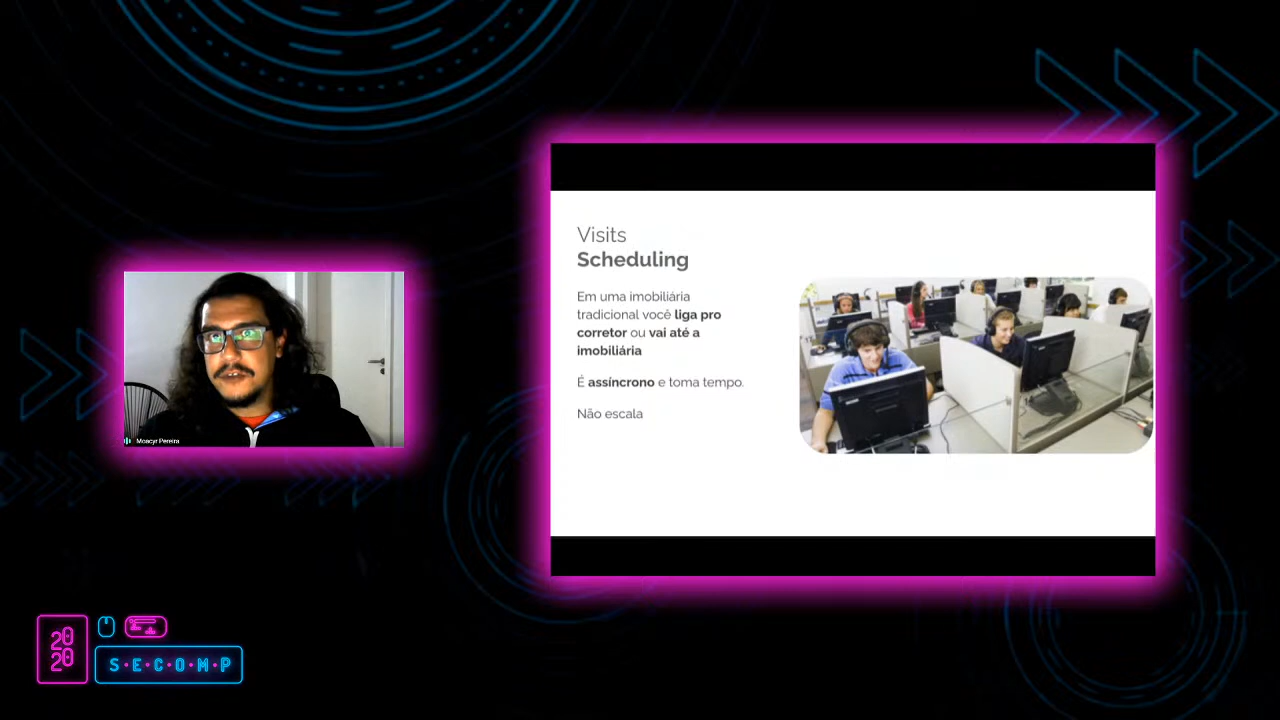 Visits
Scheduling
Em uma imobiliária
tradicional você liga pro
corretor ou vai até a
imobiliária
É assíncrono e toma tempo.
Não escala
Moacyr Pereira
20
20
S·E·C·O·M·P